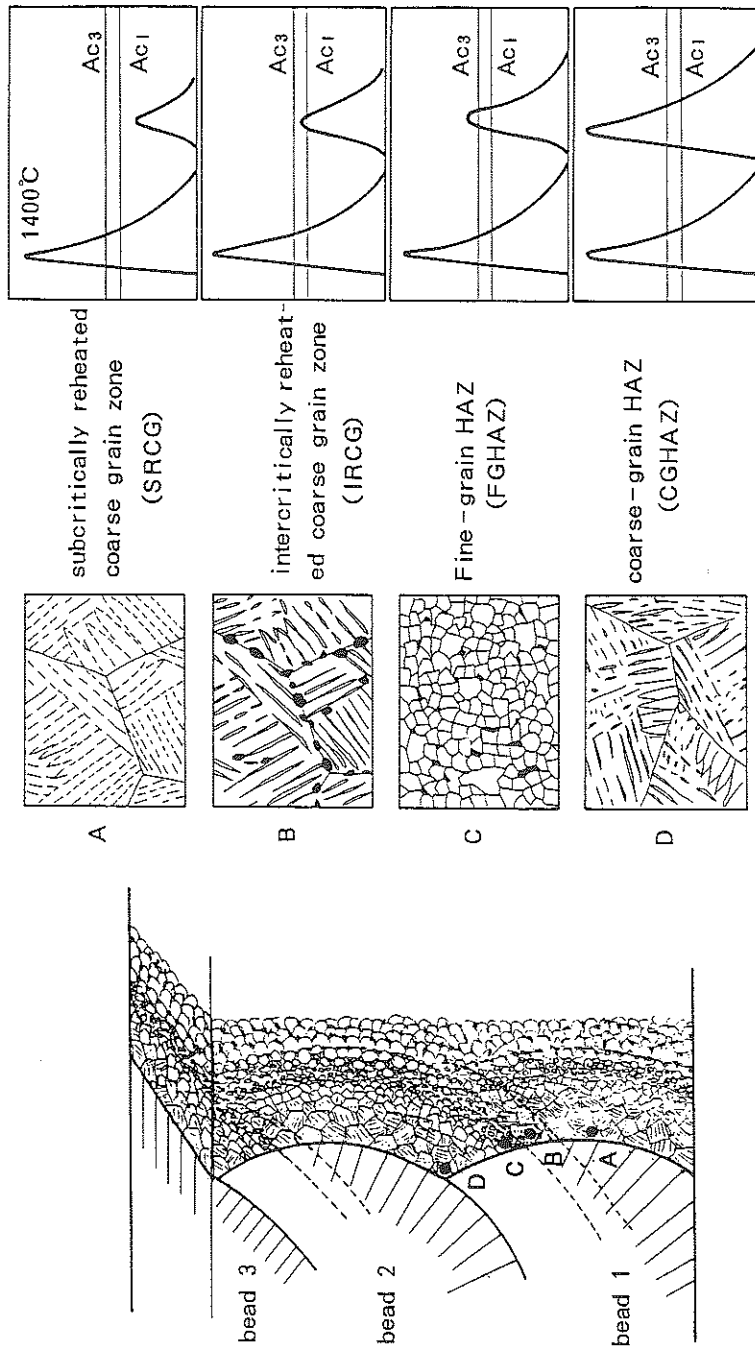 bead 3
bead 2
bead 1
D
C
B
A
A
subcritically reheated
coarse grain zone
(SRCG)
1400℃
Ac3
Ac1
B
intercritically reheat-
ed coarse grain zone
(IRCG)
Ac3
Ac1
C
Fine-grain HAZ
(FGHAZ)
Ac3
Ac1
D
coarse-grain HAZ
(CGHAZ)
Ac3
Ac1